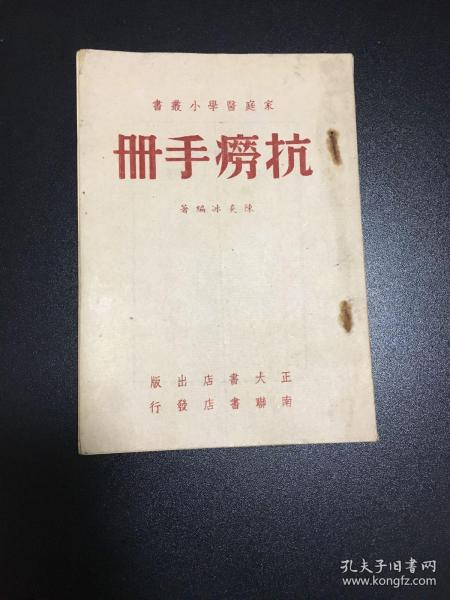 家庭醫學小叢書
抗癆手冊
陳炎冰編著
正大書店出版
南聯書店發行
孔夫子旧书网
www.kongfz.com